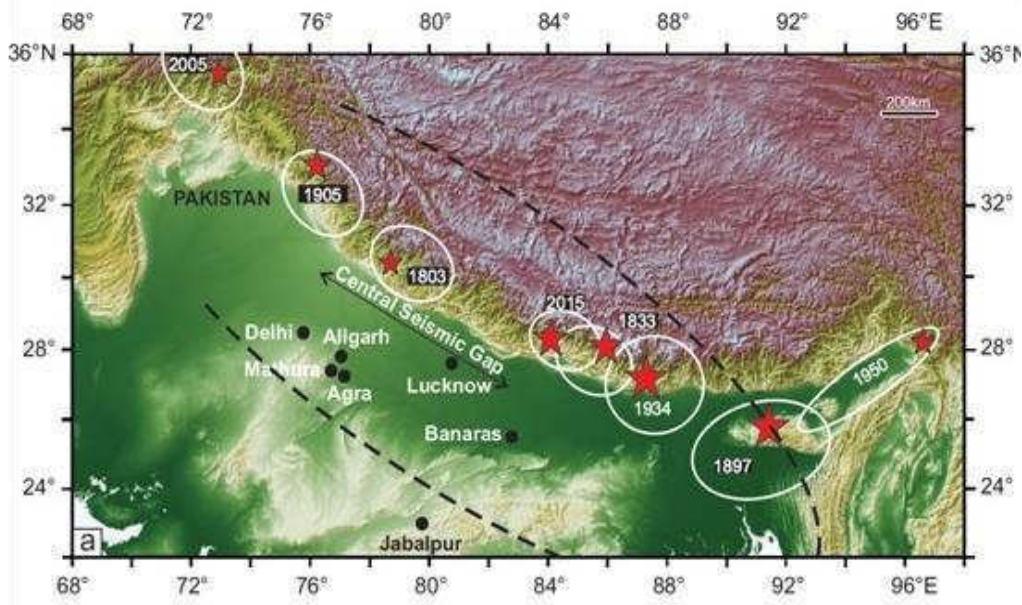 68° 72° 76° 80° 84° 88° 92° 96°E
36°N 36°N
2005
200km
1905
PAKISTAN
32° 32°
1803
Central Seismic Gap
2015
1833
Delhi
Aligarh
28° 28°
Mathura
Agra
Lucknow
1934
1950
Banaras
1897
24° 24°
Jabalpur
a
68° 72° 76° 80° 84° 88° 92° 96°E